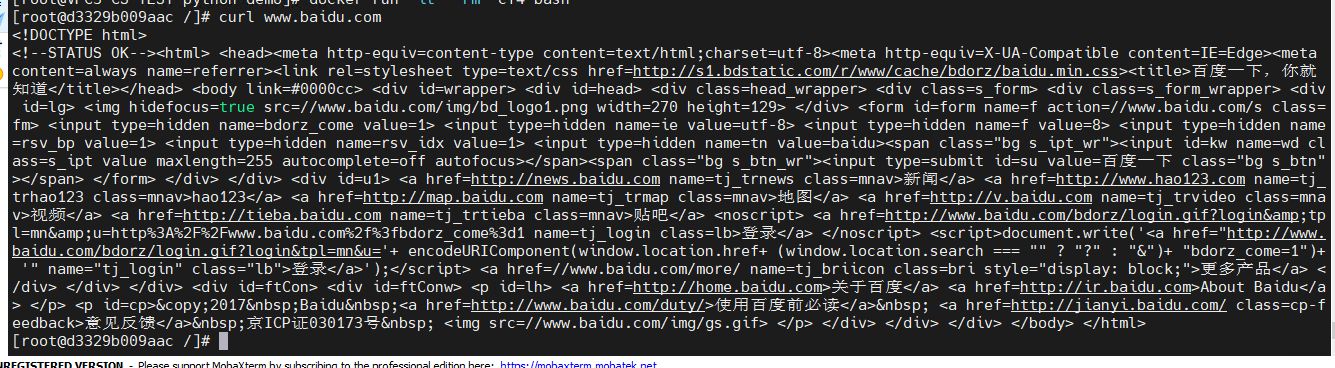 [root@d3329b009aac /]# curl www.baidu.com
<!DOCTYPE html>
<!--STATUS OK--><html> <head><meta http-equiv=content-type content=text/html;charset=utf-8><meta http-equiv=X-UA-Compatible content=IE=Edge><meta
content=always name=referrer><link rel=stylesheet type=text/css href=http://s1.bdstatic.com/r/www/cache/bdorz/baidu.min.css><title>百度一下，你就
知道</title></head> <body link=#0000cc> <div id=wrapper> <div id=head> <div class=head_wrapper> <div class=s_form> <div class=s_form_wrapper> <div
id=lg> <img hidefocus=true src=//www.baidu.com/img/bd_logo1.png width=270 height=129> </div> <form id=form name=f action=//www.baidu.com/s class=
fm> <input type=hidden name=bdorz_come value=1> <input type=hidden name=ie value=utf-8> <input type=hidden name=f value=8> <input type=hidden name
=rsv_bp value=1> <input type=hidden name=rsv_idx value=1> <input type=hidden name=tn value=baidu><span class="bg s_ipt_wr"><input id=kw name=wd cl
ass=s_ipt value maxlength=255 autocomplete=off autofocus></span><span class="bg s_btn_wr"><input type=submit id=su value=百度一下 class="bg s_btn"
></span> </form> </div> </div> <div id=u1> <a href=http://news.baidu.com name=tj_trnews class=mnav>新闻</a> <a href=http://www.hao123.com name=tj_
trhao123 class=mnav>hao123</a> <a href=http://map.baidu.com name=tj_trmap class=mnav>地图</a> <a href=http://v.baidu.com name=tj_trvideo class=mna
v>视频</a> <a href=http://tieba.baidu.com name=tj_trtieba class=mnav>贴吧</a> <noscript> <a href=http://www.baidu.com/bdorz/login.gif?login&amp;tp
l=mn&amp;u=http%3A%2F%2Fwww.baidu.com%2f%3fbdorz_come%3d1 name=tj_login class=lb>登录</a> </noscript> <script>document.write('<a href="http://www.
baidu.com/bdorz/login.gif?login&tpl=mn&u='+ encodeURIComponent(window.location.href+ (window.location.search === "" ? "?" : "&")+ "bdorz_come=1")+
'" name="tj_login" class="lb">登录</a>');</script> <a href=//www.baidu.com/more/ name=tj_briicon class=bri style="display: block;">更多产品</a> <
/div> </div> </div> <div id=ftCon> <div id=ftConw> <p id=lh> <a href=http://home.baidu.com>关于百度</a> <a href=http://ir.baidu.com>About Baidu</a
> </p> <p id=cp>&copy;2017&nbsp;Baidu&nbsp;<a href=http://www.baidu.com/duty/>使用百度前必读</a>&nbsp; <a href=http://jianyi.baidu.com/ class=cp-f
eedback>意见反馈</a>&nbsp;京ICP证030173号&nbsp; <img src=//www.baidu.com/img/gs.gif> </p> </div> </div> </div> </body> </html>
[root@d3329b009aac /]#
NREGISTERED VERSION - Please support MobaXterm by subscribing to the professional edition here: https://mobaxterm.mobatek.net